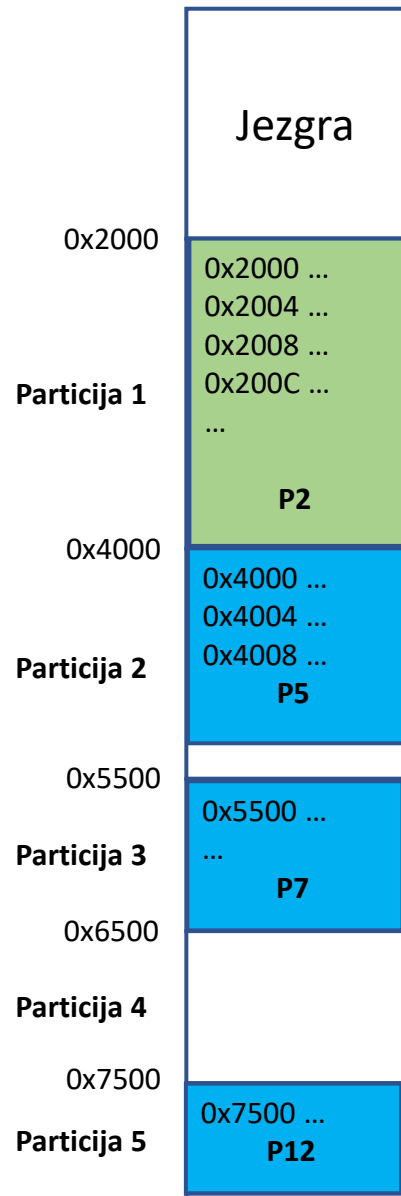 Jezgra
0x2000
0x2000 ...
0x2004 ...
0x2008 ...
0x200C ...
...
Particija 1
P2
0x4000
0x4000 ...
0x4004 ...
0x4008 ...
Particija 2
P5
0x5500
0x5500 ...
...
Particija 3
P7
0x6500
Particija 4
0x7500
0x7500 ...
Particija 5
P12